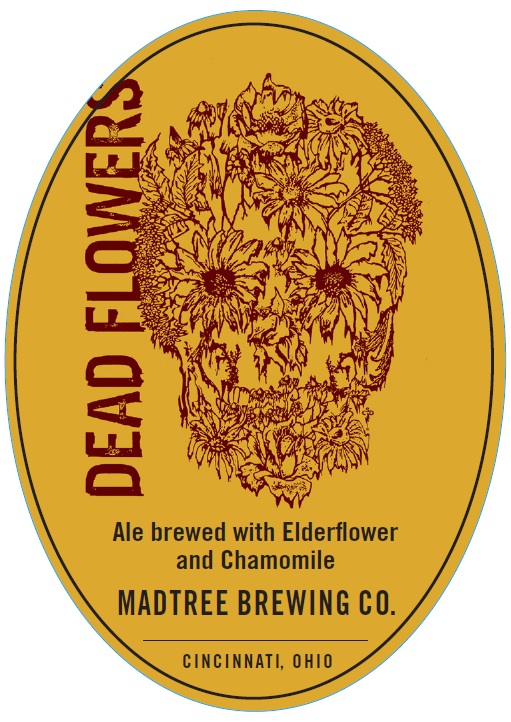 DEAD FLOWERS
Ale brewed with Elderflower
and Chamomile
MADTREE BREWING CO.
CINCINNATI, OHIO